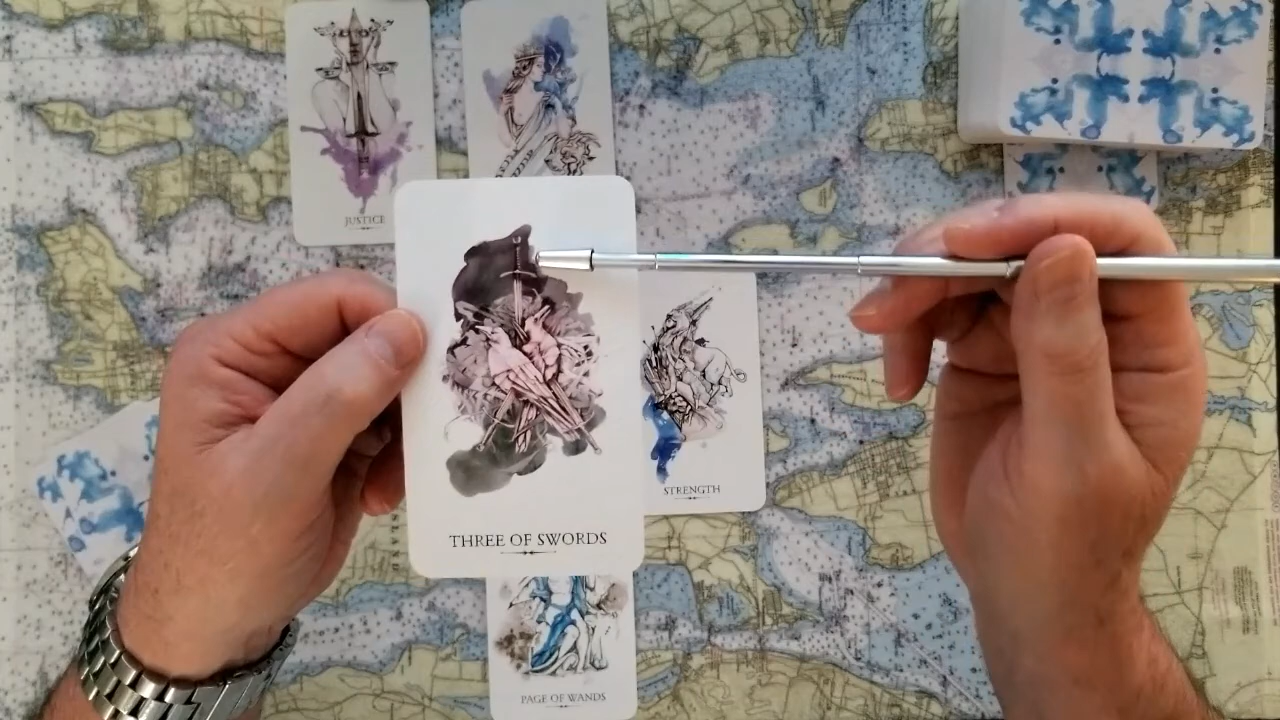 JUSTICE
STRENGTH
THREE OF SWORDS
PAGE OF WANDS